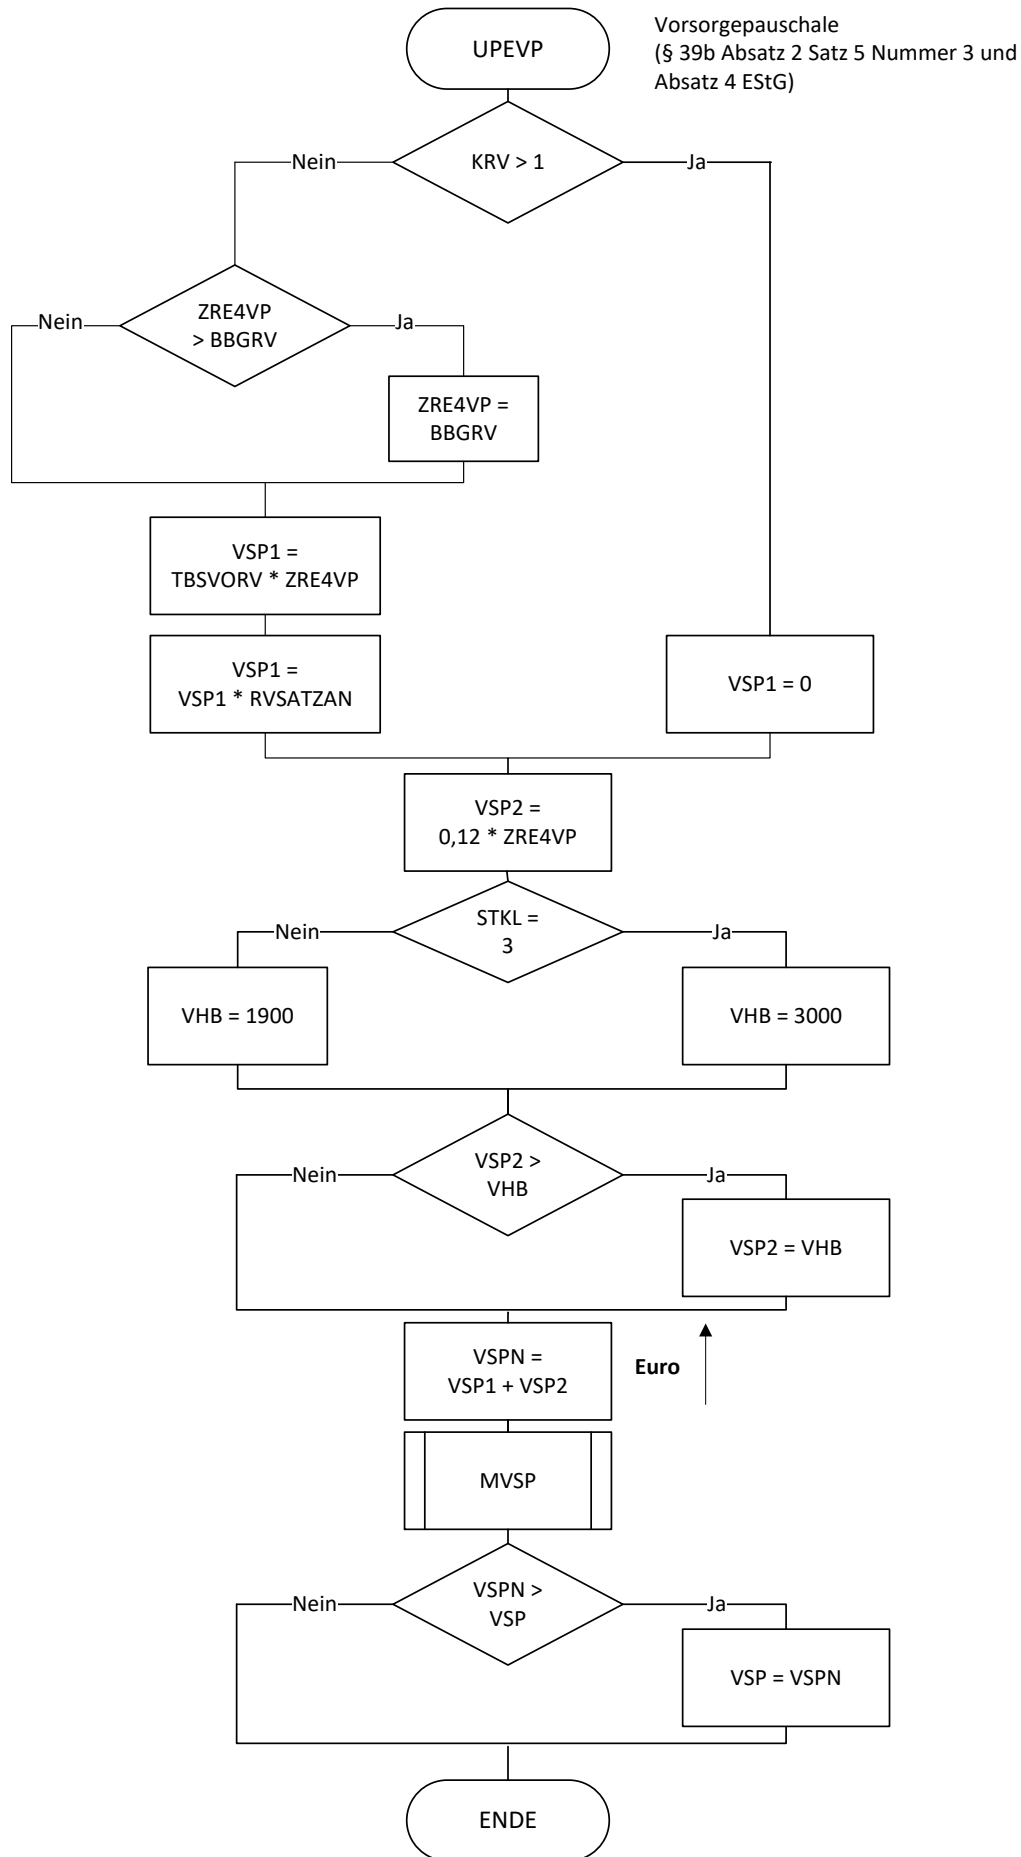 UPEVP
Vorsorgepauschale
(§ 39b Absatz 2 Satz 5 Nummer 3 und
Absatz 4 EStG)
Nein
KRV > 1
Ja
Nein
ZRE4VP
> BBGRV
Ja
ZRE4VP =
BBGRV
VSP1 =
TBSVORV * ZRE4VP
VSP1 =
VSP1 * RVSATZAN
VSP1 = 0
VSP2 =
0,12 * ZRE4VP
Nein
STKL =
3
Ja
VHB = 1900
VHB = 3000
Nein
VSP2 >
VHB
Ja
VSP2 = VHB
VSPN =
VSP1 + VSP2
Euro
MVSP
Nein
VSPN >
VSP
Ja
VSP = VSPN
ENDE